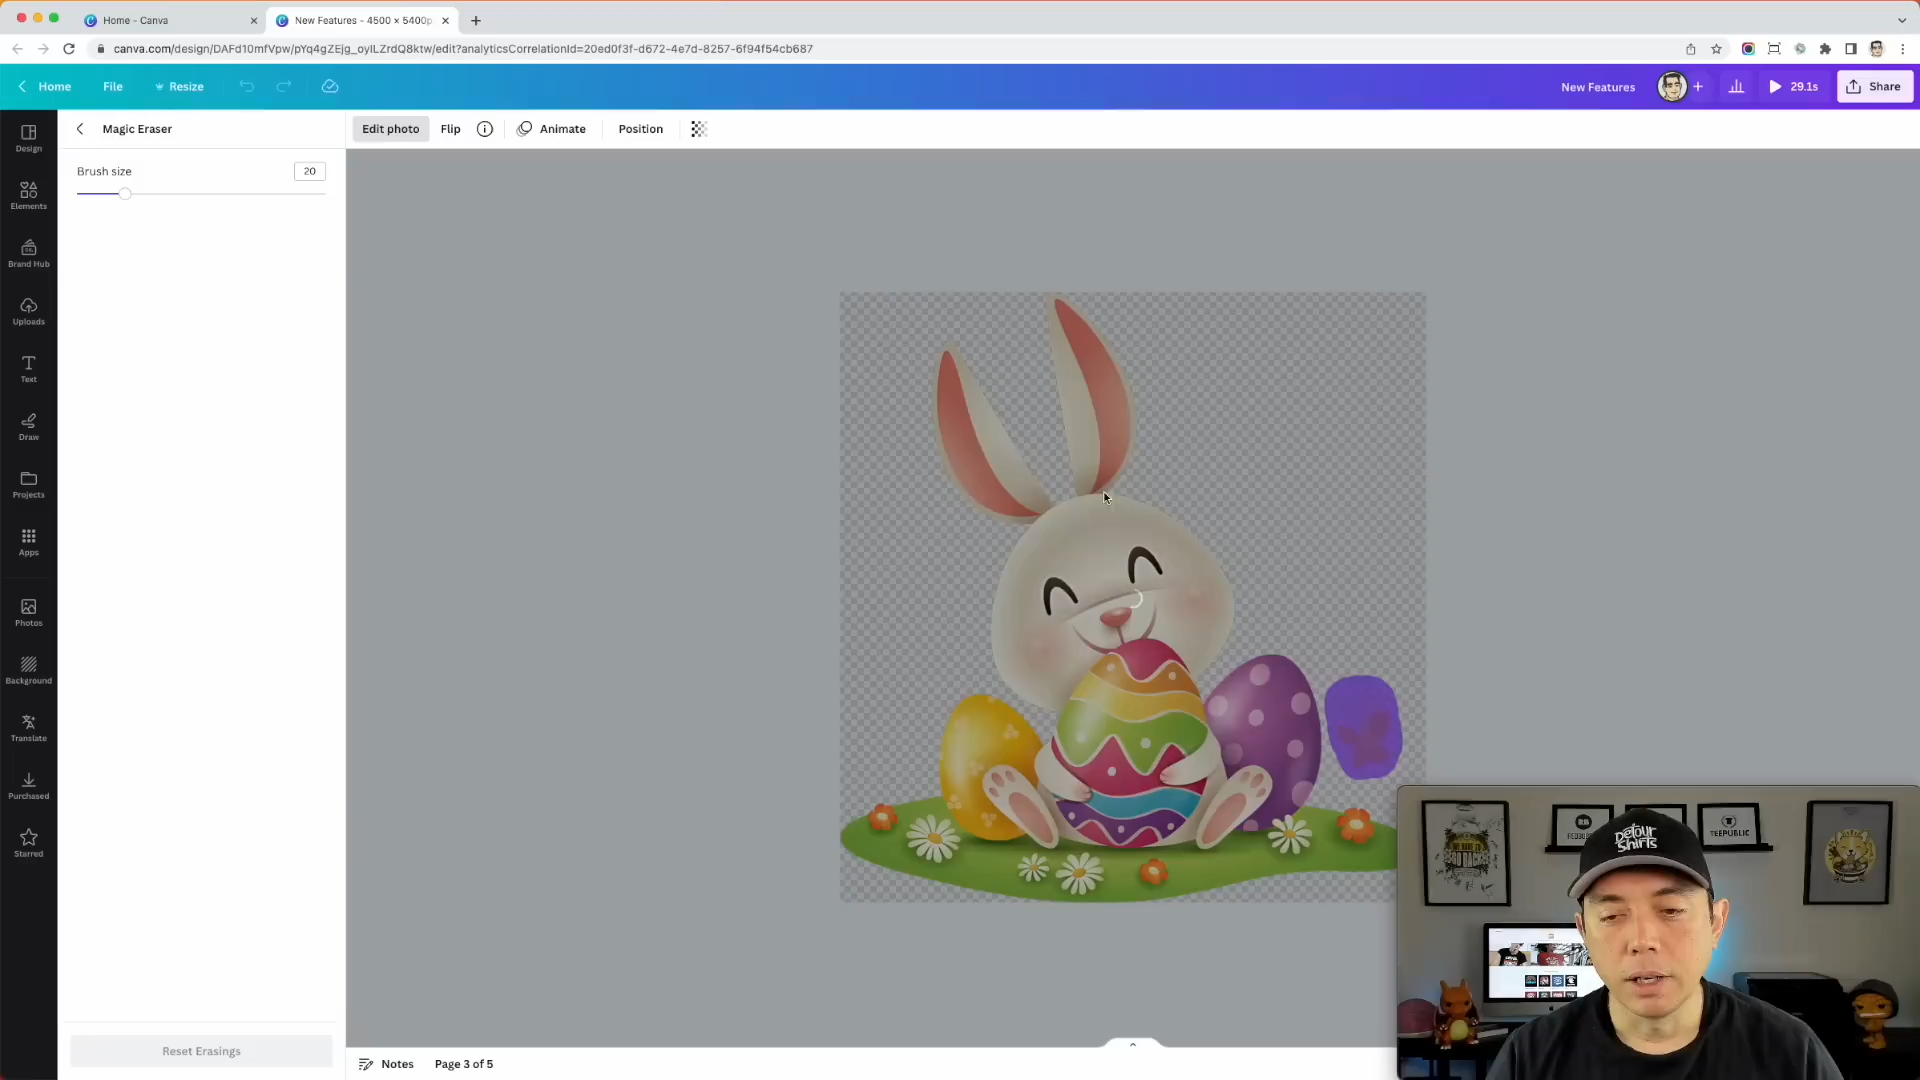 Home - Canva
New Features - 4500 × 5400p
canva.com/design/DAFd10mfVpw/pYq4gZEjg_oyILZrdQ8ktw/edit?analyticsCorrelationId=20ed0f3f-d672-4e7d-8257-6f94f54cb687
Home File Resize New Features 29.1s Share
Magic Eraser Edit photo Flip Animate Position
Brush size 20
Design
Elements
Brand Hub
Uploads
Text
Draw
Projects
Apps
Photos
Background
Translate
Purchased
Starred
Reset Erasings
Notes Page 3 of 5
TEEPUBLIC
DETOUR
SHIRTS